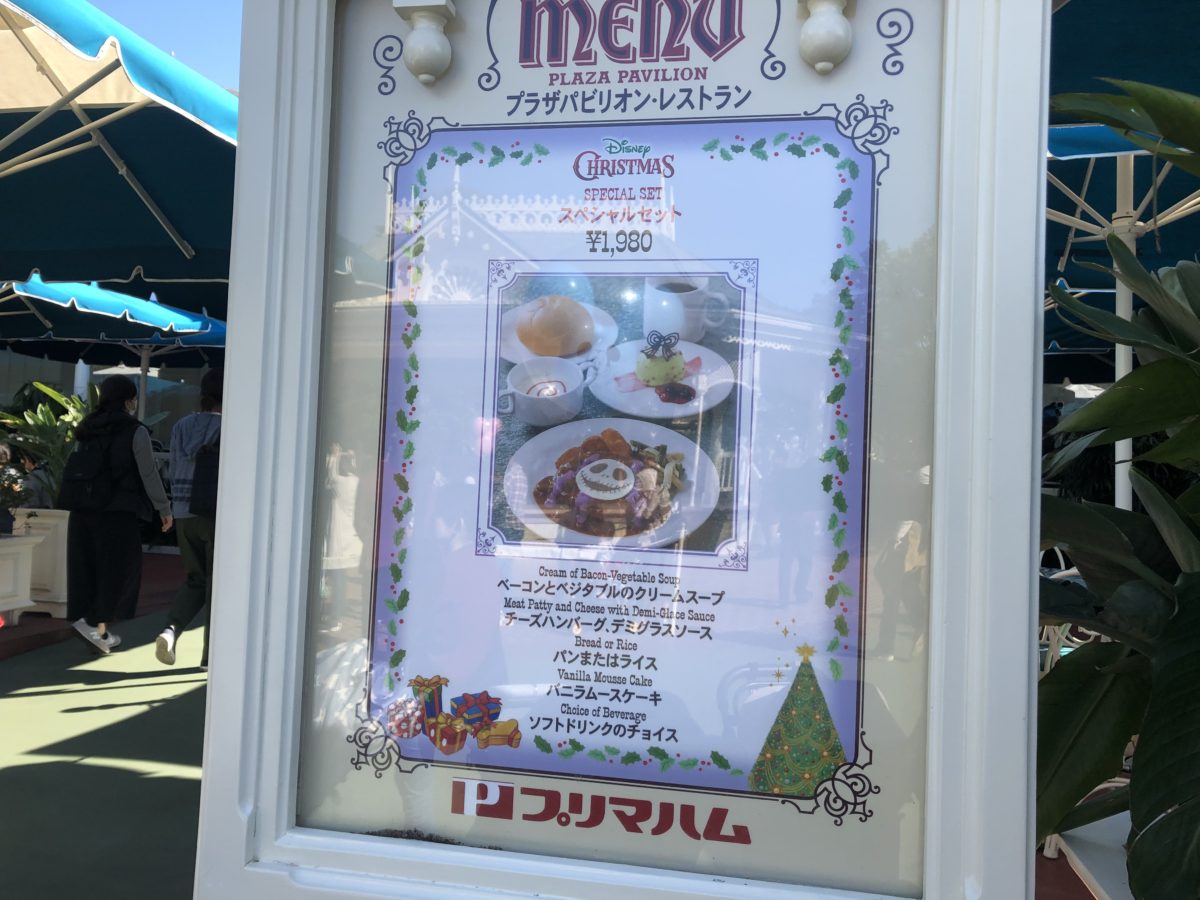 MENU
PLAZA PAVILION
プラザパビリオン・レストラン
Disney
CHRISTMAS
SPECIAL SET
スペシャルセット
¥1,980
Cream of Bacon-Vegetable Soup
ベーコンとベジタブルのクリームスープ
Meat Patty and Cheese with Demi-Glace Sauce
チーズハンバーグ、デミグラスソース
Bread or Rice
パンまたはライス
Vanilla Mousse Cake
バニラムースケーキ
Choice of Beverage
ソフトドリンクのチョイス
P プリマハム